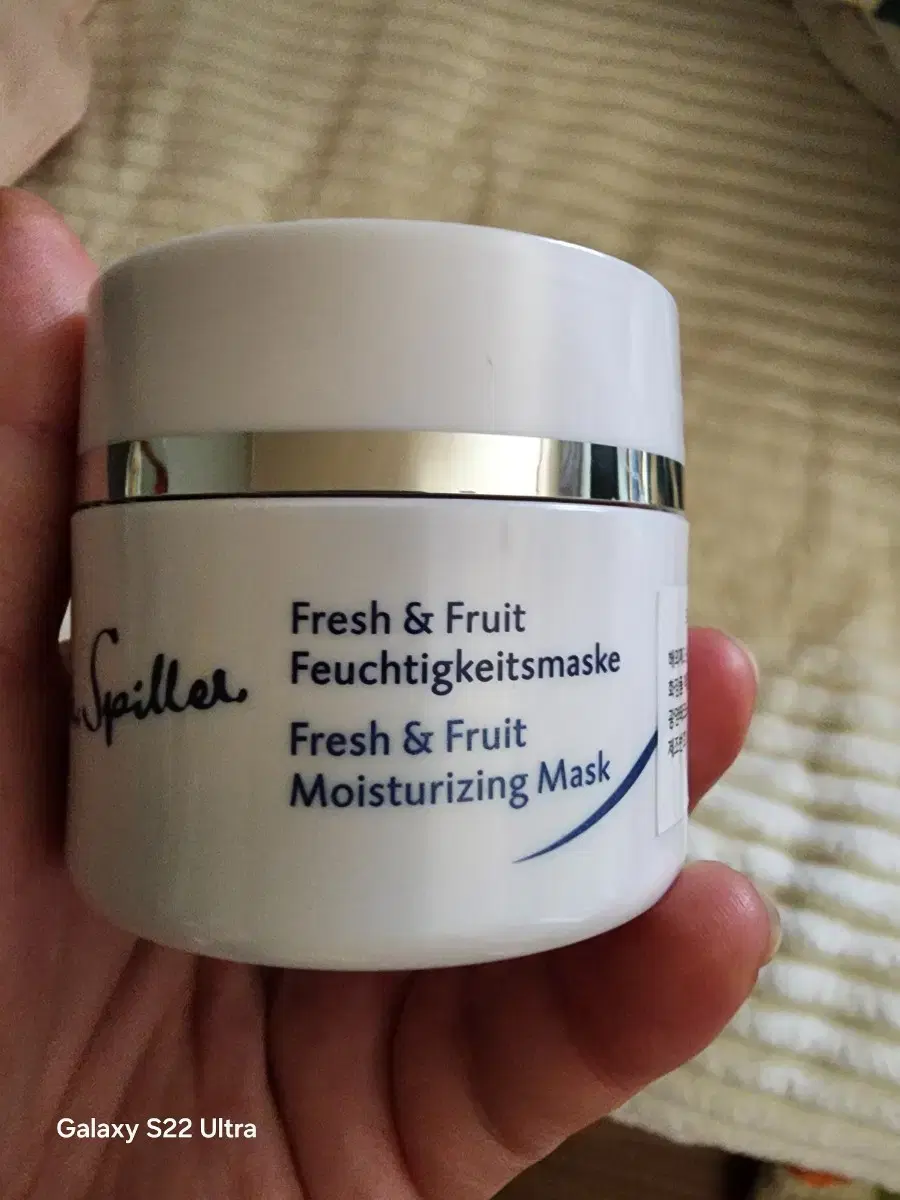 Spiller
Fresh & Fruit
Feuchtigkeitsmaske
Fresh & Fruit
Moisturizing Mask
Galaxy S22 Ultra